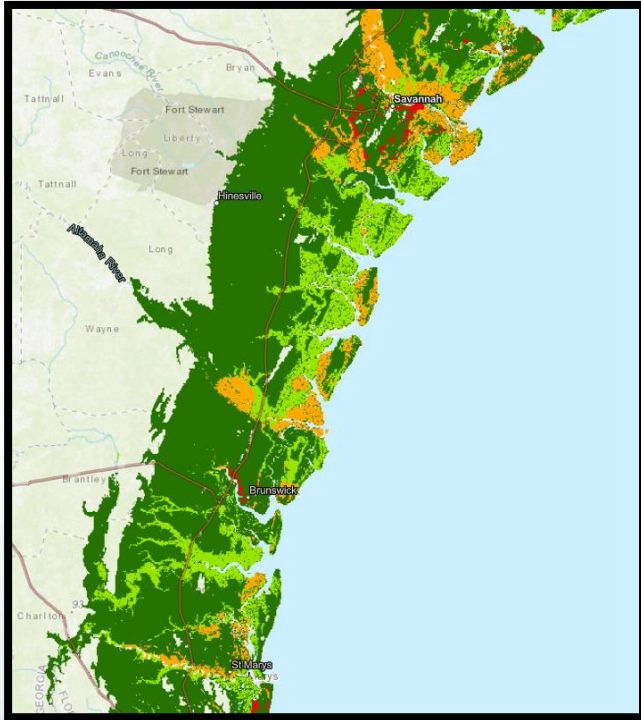 Canoochee River
Evans
Bryan
Tattnall
Fort Stewart
Savannah
Liberty
Long
Fort Stewart
Tattnall
Hinesville
Altamaha River
Long
Wayne
Brantley
Brunswick
93
Charlton
St Marys
GEORGIA